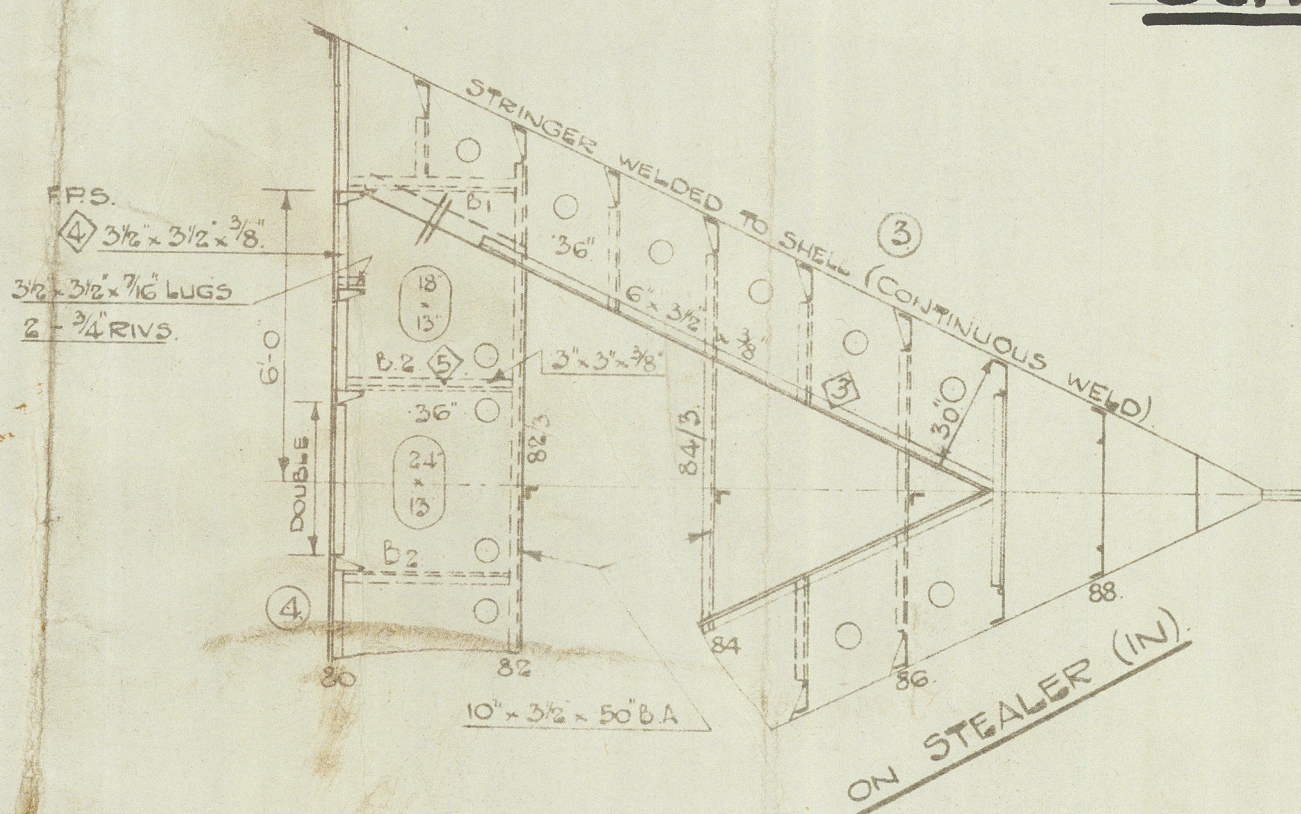 STRINGER WELDED TO SHELL (CONTINUOUS WELD)
3
F.P.S.
4 3½" x 3½" x 3/8"
3½" x 3½" x 7/16" LUGS
2 - ¾" RIVS.
B1
36"
18" x 13"
6" x 3½" x 3/8"
6'-0
B.2 5
3" x 3" x 3/8"
3
36"
30"
DOUBLE
82/3
84/3
24" x 13"
B2
4
80
82
84
86.
88.
10" x 3½" x 50" B.A
ON STEALER (IN)